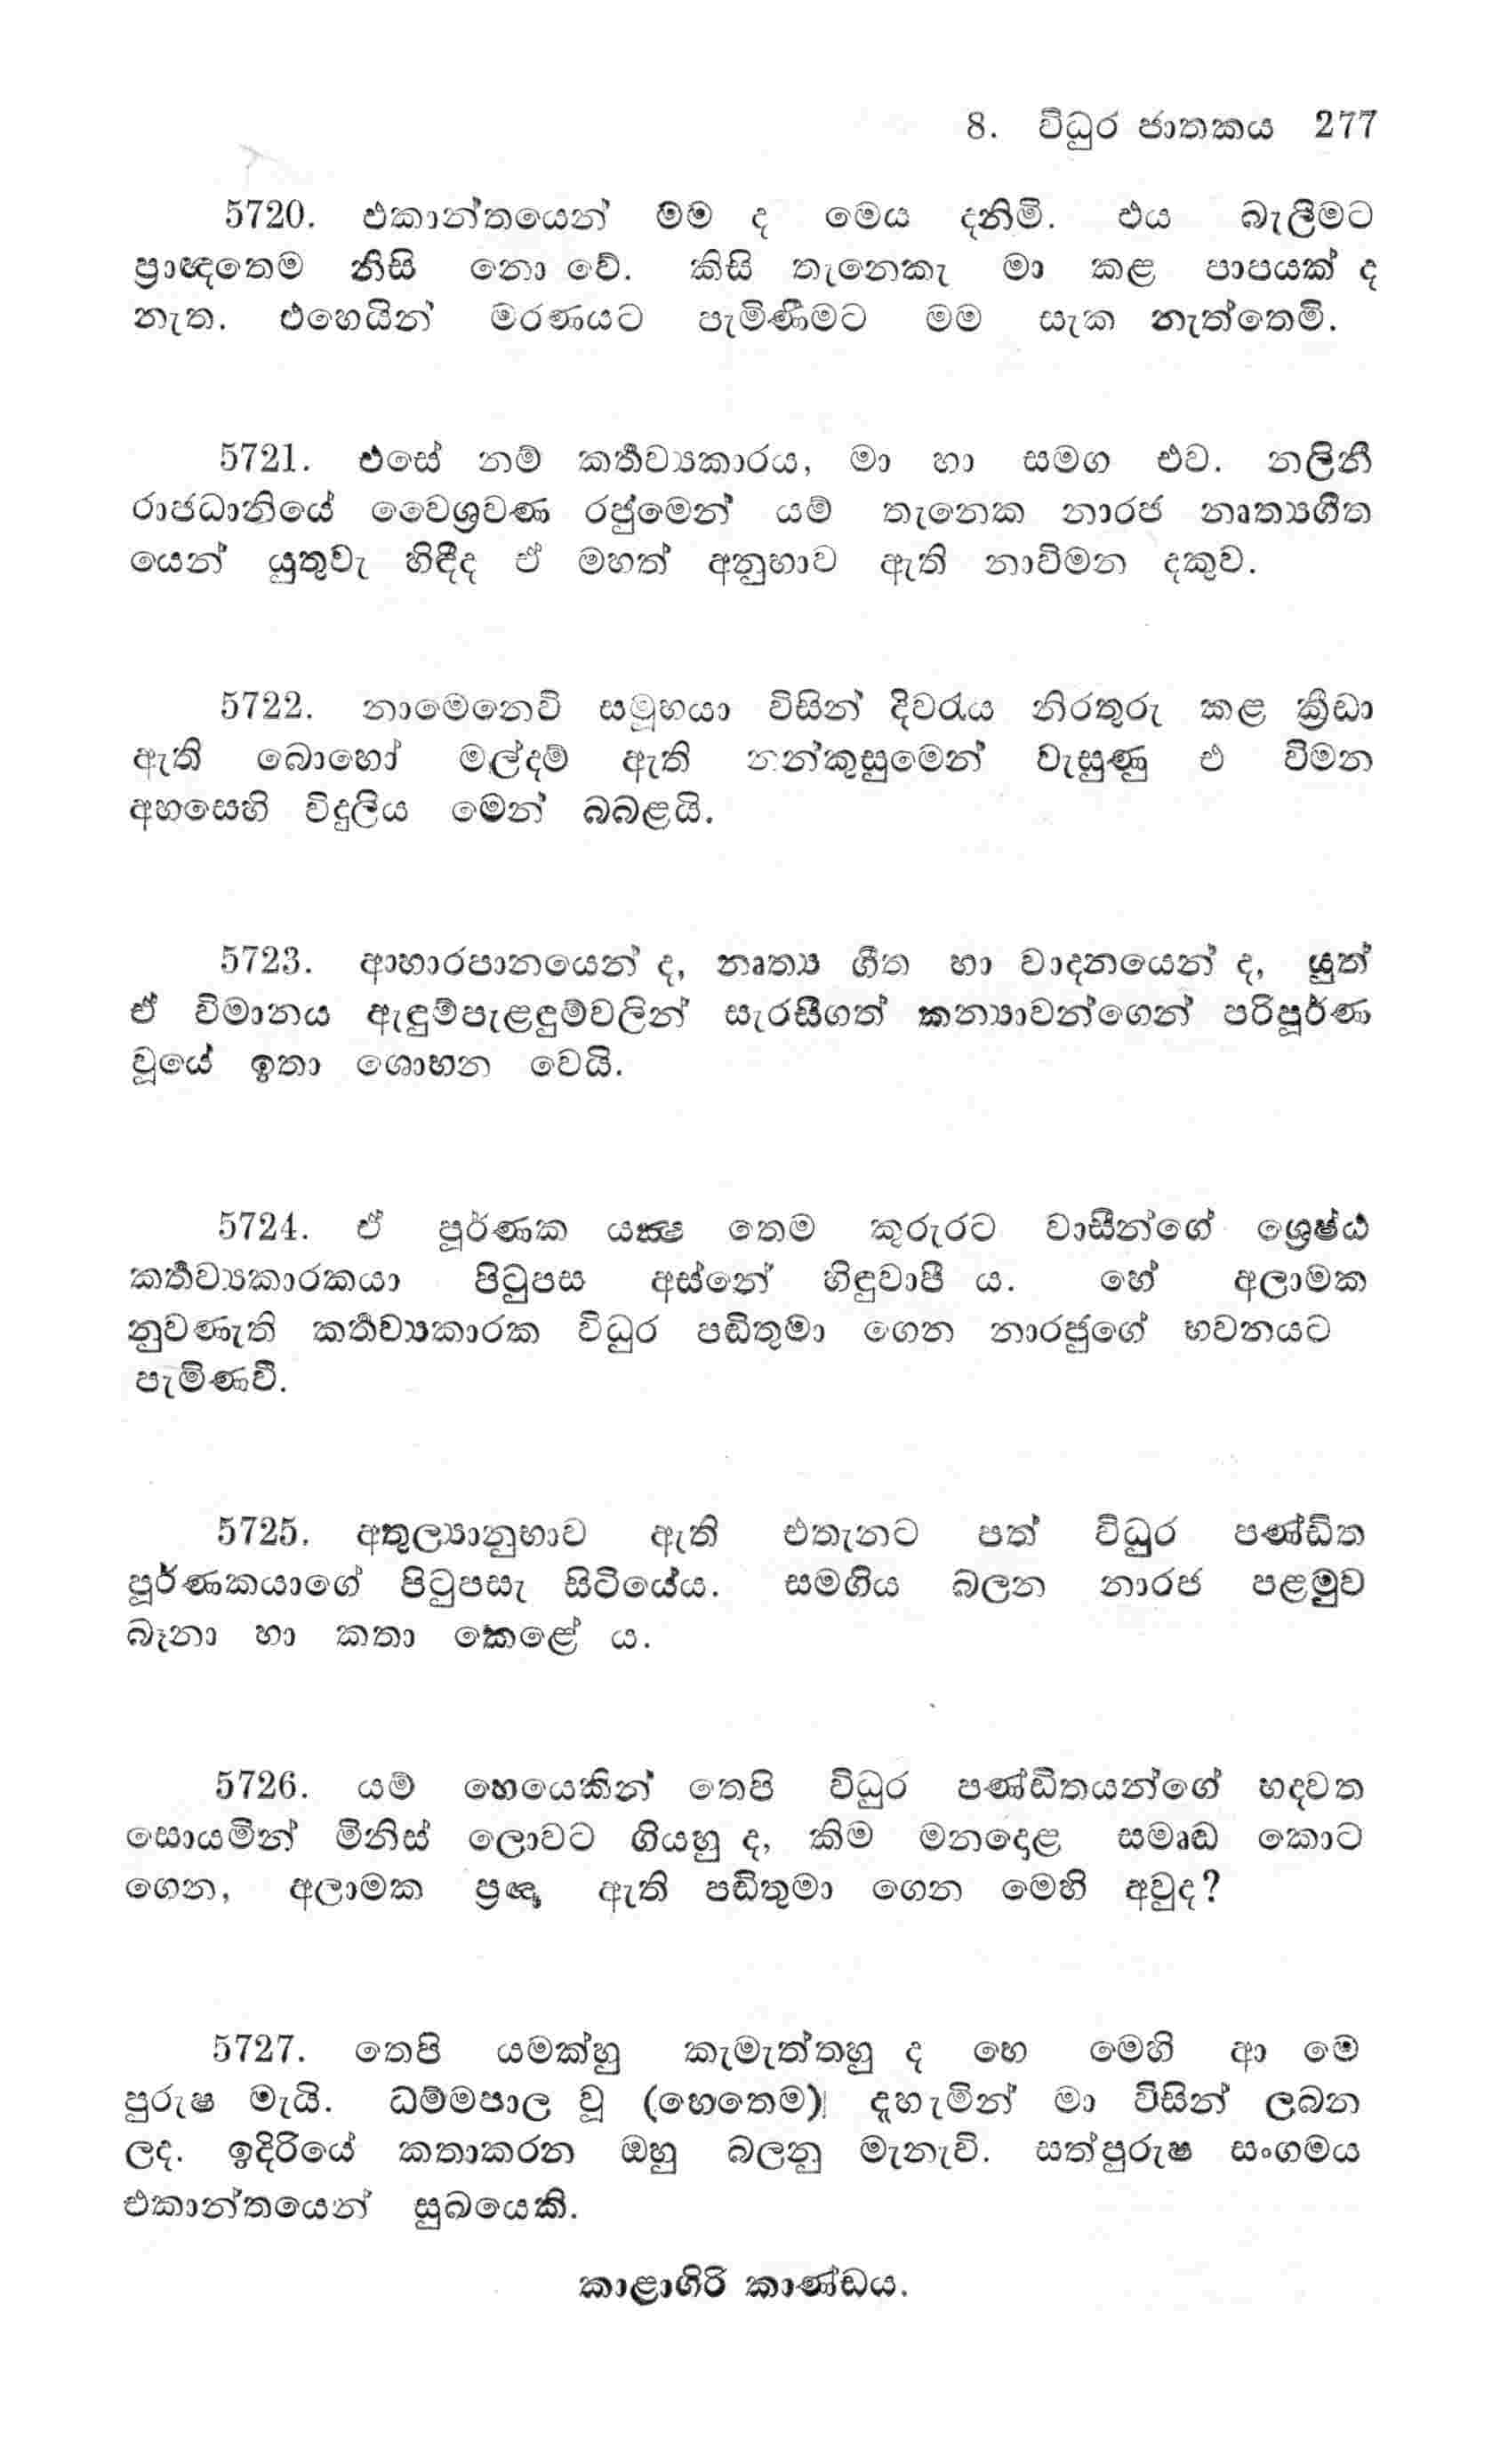 8. විධුර ජාතකය 277
5720. එකාන්තයෙන් මම ද මෙය දනිමි. එය බැලීමට
ප්‍රාඥතෙම නිසි නො වේ. කිසි තැනෙකැ මා කළ පාපයක් ද
නැත. එහෙයින් මරණයට පැමිණීමට මම සැක නැත්තෙමි.
5721. එසේ නම් කර්‍තව්‍යකාරය, මා හා සමග එව. නලිනී
රාජධානියේ වෛශ්‍රවණ රජුමෙන් යම් තැනෙක නාරජ නෘත්‍යගීත
යෙන් යුතුවැ හිඳීද ඒ මහත් අනුභාව ඇති නාවිමන දකුව.
5722. නාමෙනෙවි සමූහයා විසින් දිවරැය නිරතුරු කළ ක්‍රීඩා
ඇති බොහෝ මල්දම් ඇති නන්කුසුමෙන් වැසුණු එ විමන
අහසෙහි විදුලිය මෙන් බබළයි.
5723. ආහාරපානයෙන් ද, නෘත්‍ය ගීත හා වාදනයෙන් ද, යුත්
ඒ විමානය ඇඳුම්පැළඳුම්වලින් සැරසීගත් කන්‍යාවන්ගෙන් පරිපූර්ණ
වූයේ ඉතා ශොභන වෙයි.
5724. ඒ පූර්ණක යක්‍ෂ තෙම කුරුරට වාසීන්ගේ ශ්‍රෙෂ්ඨ
කර්‍තව්‍යකාරකයා පිටුපස අස්නේ හිඳුවාපී ය. හේ අලාමක
නුවණැති කර්‍තව්‍යකාරක විධුර පඬිතුමා ගෙන නාරජුගේ භවනයට
පැමිණවී.
5725. අතුල්‍යානුභාව ඇති එතැනට පත් විධුර පණ්ඩිත
පූර්ණකයාගේ පිටුපසැ සිටියේය. සමගිය බලන නාරජ පළමුව
බෑනා හා කතා කෙළේ ය.
5726. යම් හෙයෙකින් තෙපි විධුර පණ්ඩිතයන්ගේ හදවත
සොයමින් මිනිස් ලොවට ගියහු ද, කිම මනදොළ සමෘද්‍ධ කොට
ගෙන, අලාමක ප්‍රඥා ඇති පඬිතුමා ගෙන මෙහි අවුද?
5727. තෙපි යමක්හු කැමැත්තහු ද හෙ මෙහි ආ මෙ
පුරුෂ මැයි. ධම්මපාල වූ (හෙතෙම) දැහැමින් මා විසින් ලබන
ලද. ඉදිරියේ කතාකරන ඔහු බලනු මැනැවි. සත්පුරුෂ සංගමය
එකාන්තයෙන් සුඛයෙකි.
කාළාගිරි කාණ්ඩය.